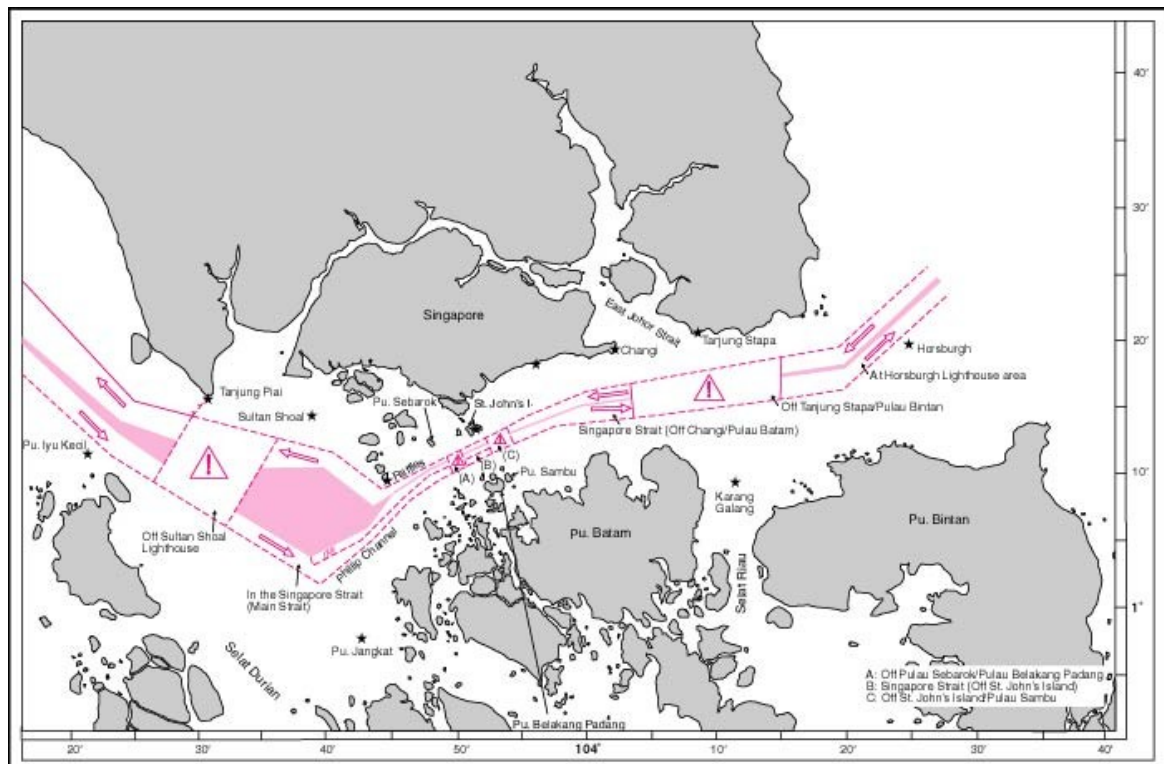 40'
30'
East Johor Strait
Singapore
20'
Changi
Tanjung Stapa
Horsburgh
At Horsburgh Lighthouse area
Tanjung Piai
Pu. Sebarok
St. John's I.
Off Tanjung Stapa/Pulau Bintan
Sultan Shoal
Singapore Strait (Off Changi/Pulau Batam)
Pu. Iyu Kecil
Raffles
(A)
(B)
(C)
10'
Pu. Sambu
Karang
Galang
Off Sultan Shoal
Lighthouse
Pu. Batam
Pu. Bintan
Philip Channel
In the Singapore Strait
(Main Strait)
Selat Riau
1°
Pu. Jangkat
Selat Durian
A: Off Pulau Sebarok/Pulau Belakang Padang
B: Singapore Strait (Off St. John's Island)
C: Off St. John's Island/Pulau Sambu
Pu. Belakang Padang
20' 30' 40' 50' 104° 10' 20' 30' 40'